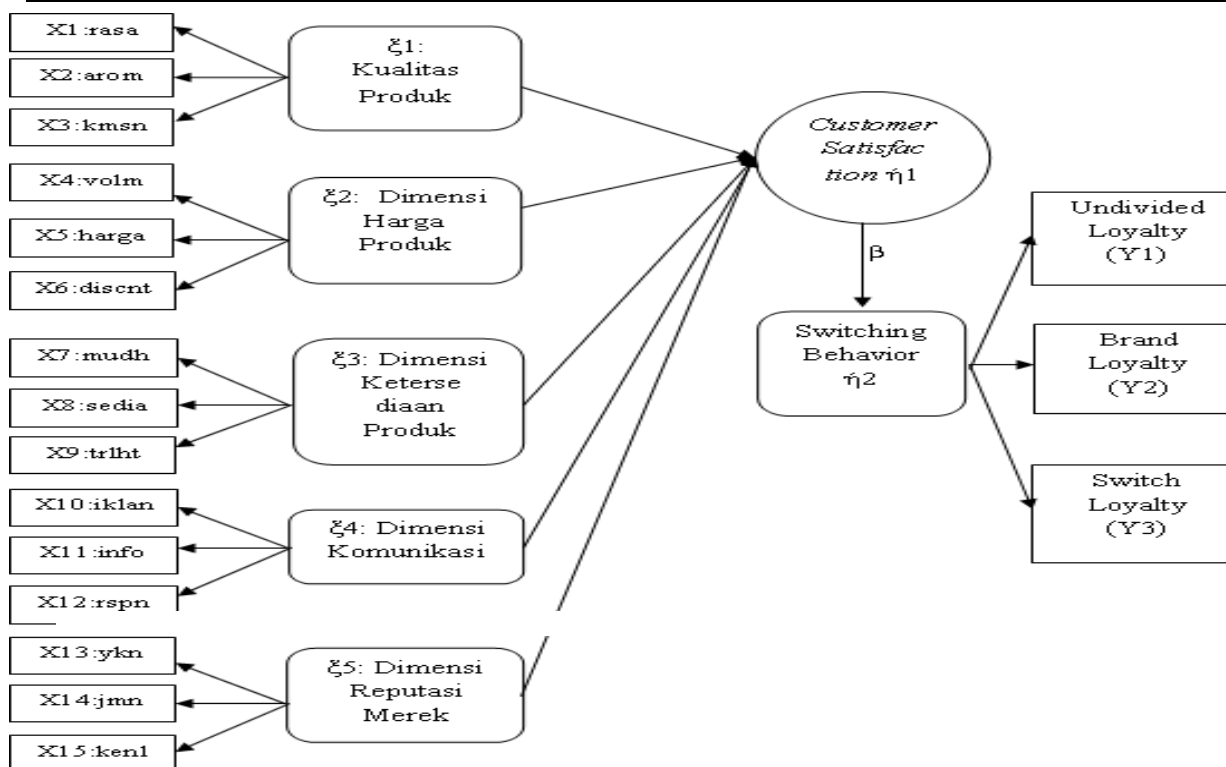 X1:rasa
X2:arom
X3:kmsn
ξ1:
Kualitas
Produk
X4:volm
X5:harga
X6:discnt
ξ2: Dimensi
Harga
Produk
X7:mudh
X8:sedia
X9:trlht
ξ3: Dimensi
Keterse
diaan
Produk
X10:iklan
X11:info
X12:rspn
ξ4: Dimensi
Komunikasi
X13:ykn
X14:jmn
X15:kenl
ξ5: Dimensi
Reputasi
Merek
Customer
Satisfac
tion ή1
β
Switching
Behavior
ή2
Undivided
Loyalty
(Y1)
Brand
Loyalty
(Y2)
Switch
Loyalty
(Y3)